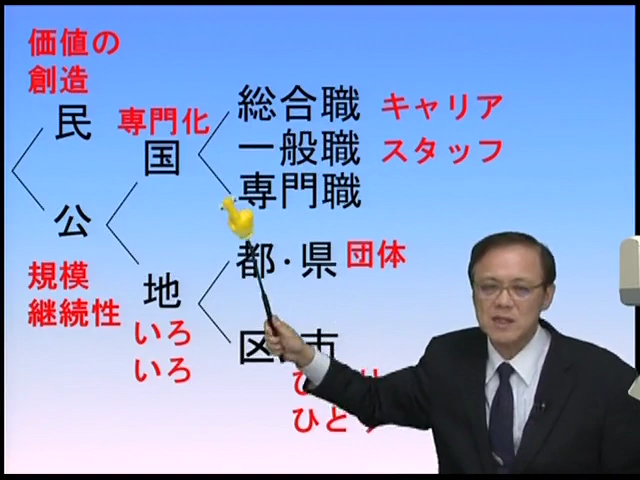 価値の
創造
民
専門化
国
総合職 キャリア
一般職 スタッフ
専門職
公
規模
継続性
地
いろ
いろ
都・県 団体
区 市
ひとり